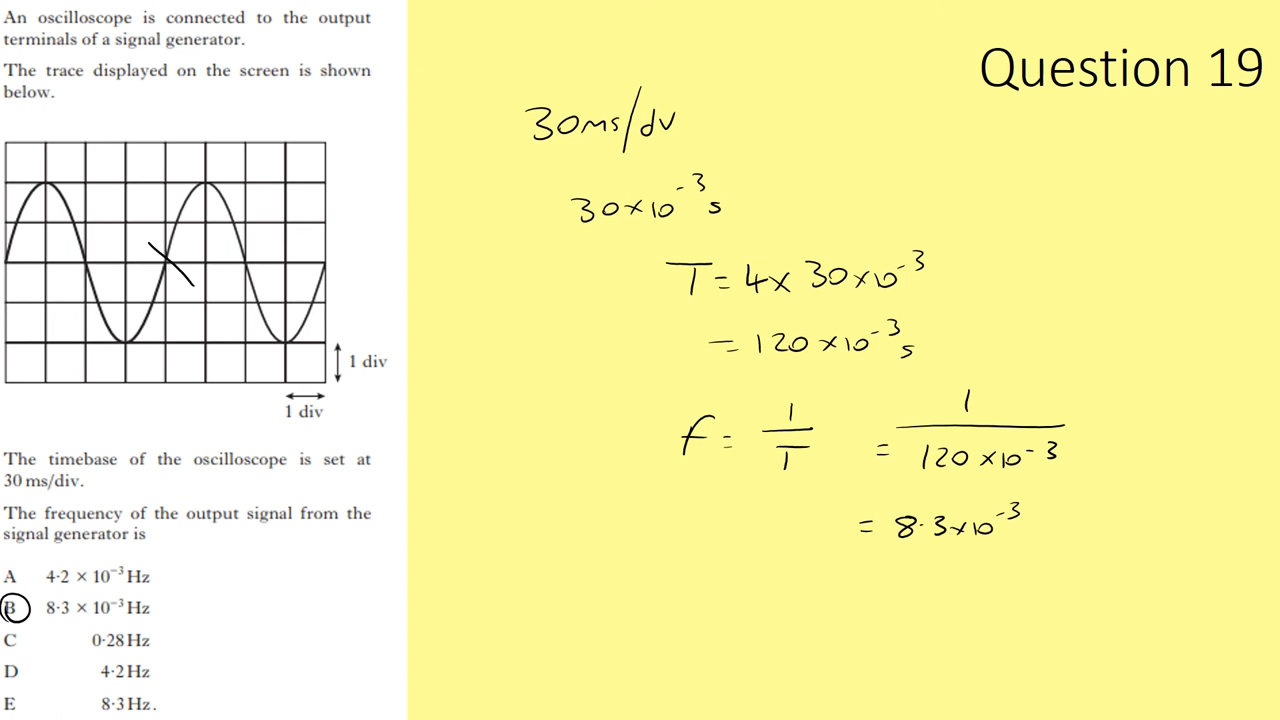 An oscilloscope is connected to the output
terminals of a signal generator.
The trace displayed on the screen is shown
below.
1 div
1 div
The timebase of the oscilloscope is set at
30 ms/div.
The frequency of the output signal from the
signal generator is
A 4·2 × 10⁻³ Hz
B 8·3 × 10⁻³ Hz
C 0·28 Hz
D 4·2 Hz
E 8·3 Hz.
Question 19
30ms/dv
30×10⁻³ s
T = 4× 30×10⁻³
= 120×10⁻³ s
f = 1/T = 1/(120×10⁻³)
= 8·3×10⁻³